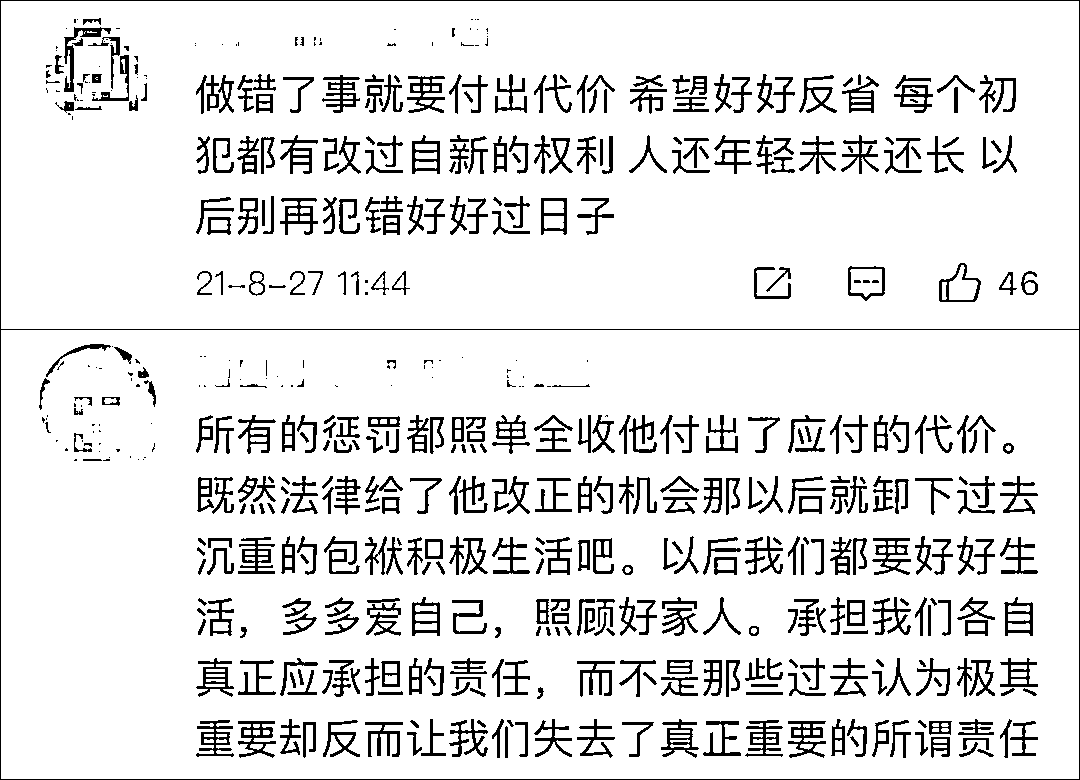 做错了事就要付出代价 希望好好反省 每个初
犯都有改过自新的权利 人还年轻未来还长 以
后别再犯错好好过日子
21-8-27 11:44
46
所有的惩罚都照单全收他付出了应付的代价。
既然法律给了他改正的机会那以后就卸下过去
沉重的包袱积极生活吧。以后我们都要好好生
活，多多爱自己，照顾好家人。承担我们各自
真正应承担的责任，而不是那些过去认为极其
重要却反而让我们失去了真正重要的所谓责任